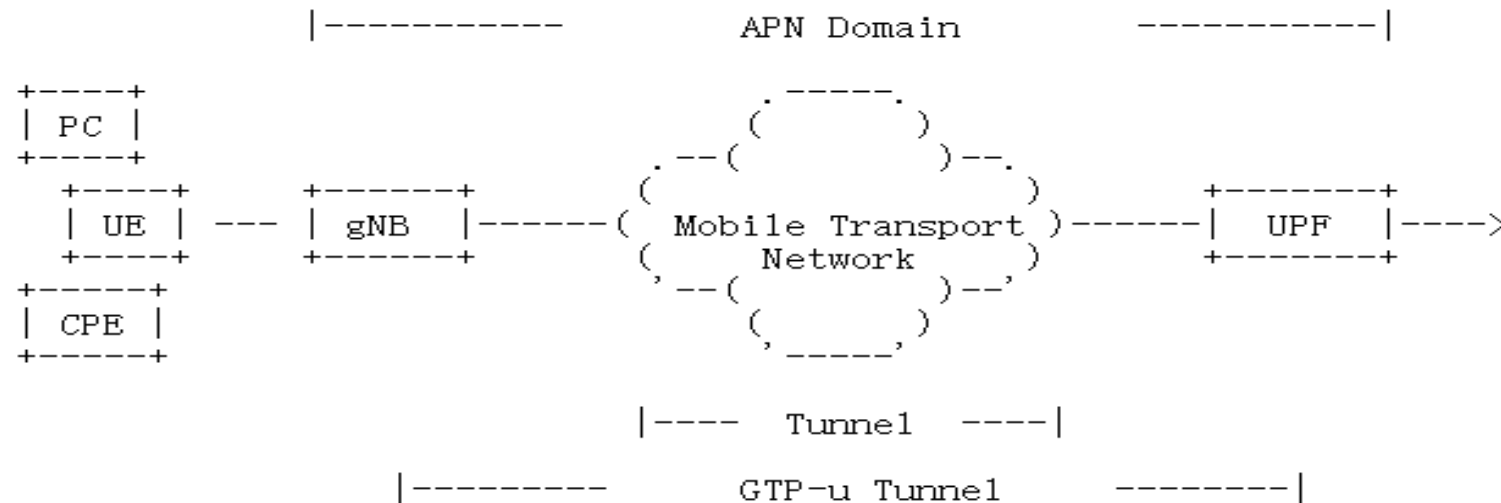 |----------- APN Domain -----------|
PC
UE --- gNB Mobile Transport Network UPF ---->
CPE
|---- Tunnel ----|
|--------- GTP-u Tunnel --------|